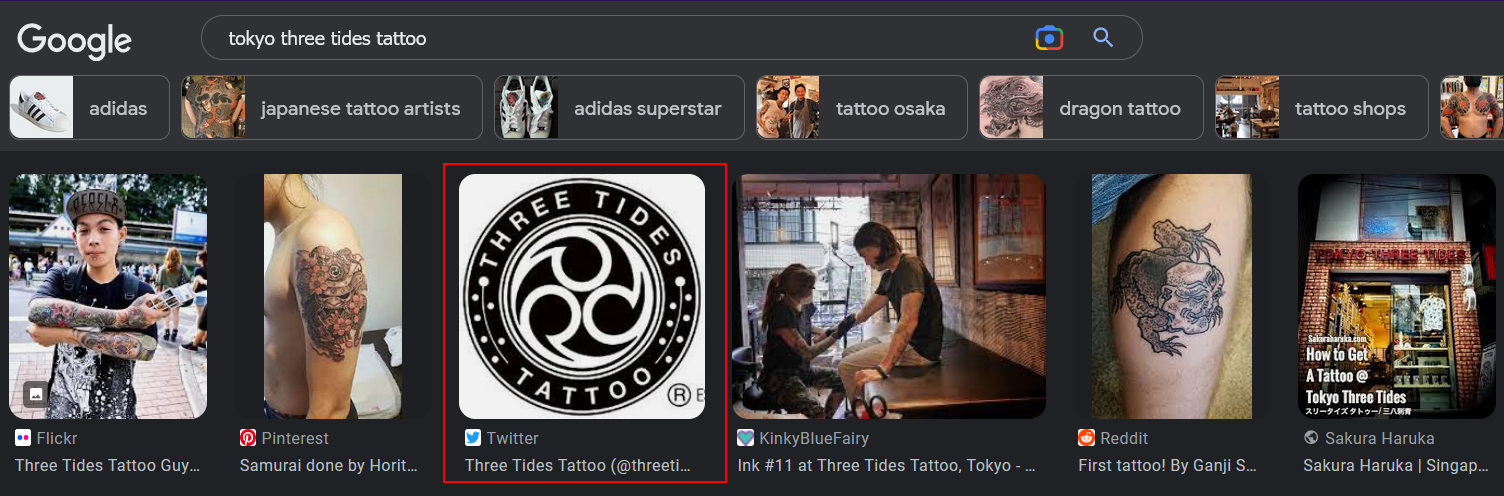 Google
tokyo three tides tattoo
adidas
japanese tattoo artists
adidas superstar
tattoo osaka
dragon tattoo
tattoo shops
REBEL8
THREE TIDES
TATTOO
®
TOKYO THREE TIDES
Sakuraharuka.com
How to Get
A Tattoo @
Tokyo Three Tides
スリータイズ タトゥー/三八刺青
Flickr
Three Tides Tattoo Guy...
Pinterest
Samurai done by Horit...
Twitter
Three Tides Tattoo (@threeti...
KinkyBlueFairy
Ink #11 at Three Tides Tattoo, Tokyo - ...
Reddit
First tattoo! By Ganji S...
Sakura Haruka
Sakura Haruka | Singap...